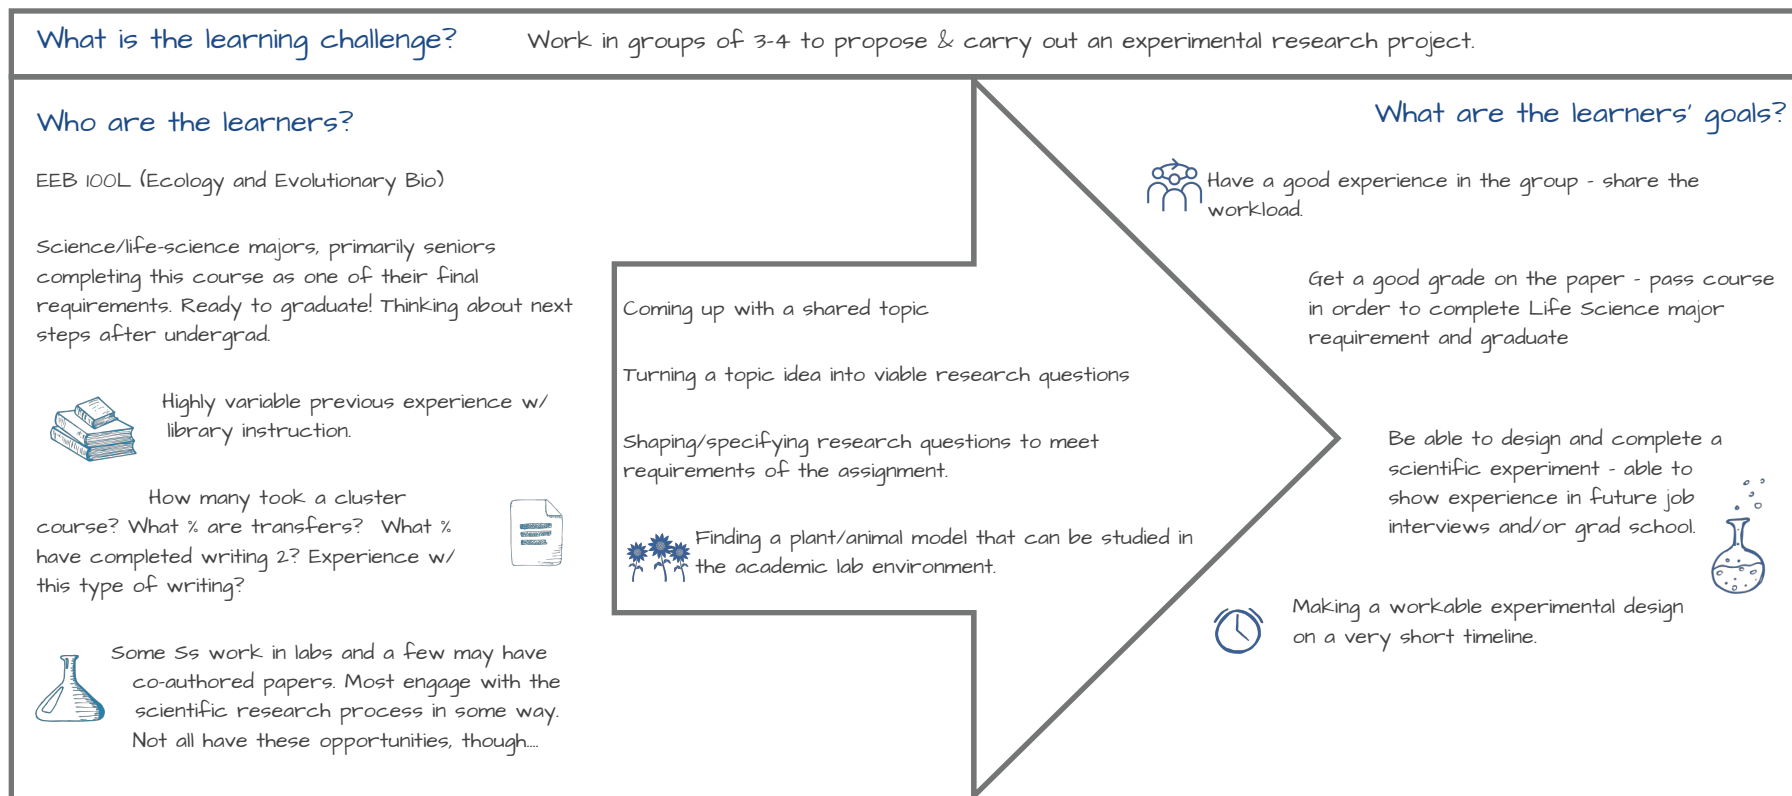 What is the learning challenge? Work in groups of 3-4 to propose & carry out an experimental research project.
Who are the learners?
EEB 100L (Ecology and Evolutionary Bio)
Science/life-science majors, primarily seniors
completing this course as one of their final
requirements. Ready to graduate! Thinking about next
steps after undergrad.
Highly variable previous experience w/
library instruction.
How many took a cluster
course? What % are transfers? What %
have completed writing 2? Experience w/
this type of writing?
Some Ss work in labs and a few may have
co-authored papers. Most engage with the
scientific research process in some way.
Not all have these opportunities, though....
Coming up with a shared topic
Turning a topic idea into viable research questions
Shaping/specifying research questions to meet
requirements of the assignment.
Finding a plant/animal model that can be studied in
the academic lab environment.
What are the learners' goals?
Have a good experience in the group - share the
workload.
Get a good grade on the paper - pass course
in order to complete Life Science major
requirement and graduate
Be able to design and complete a
scientific experiment - able to
show experience in future job
interviews and/or grad school.
Making a workable experimental design
on a very short timeline.